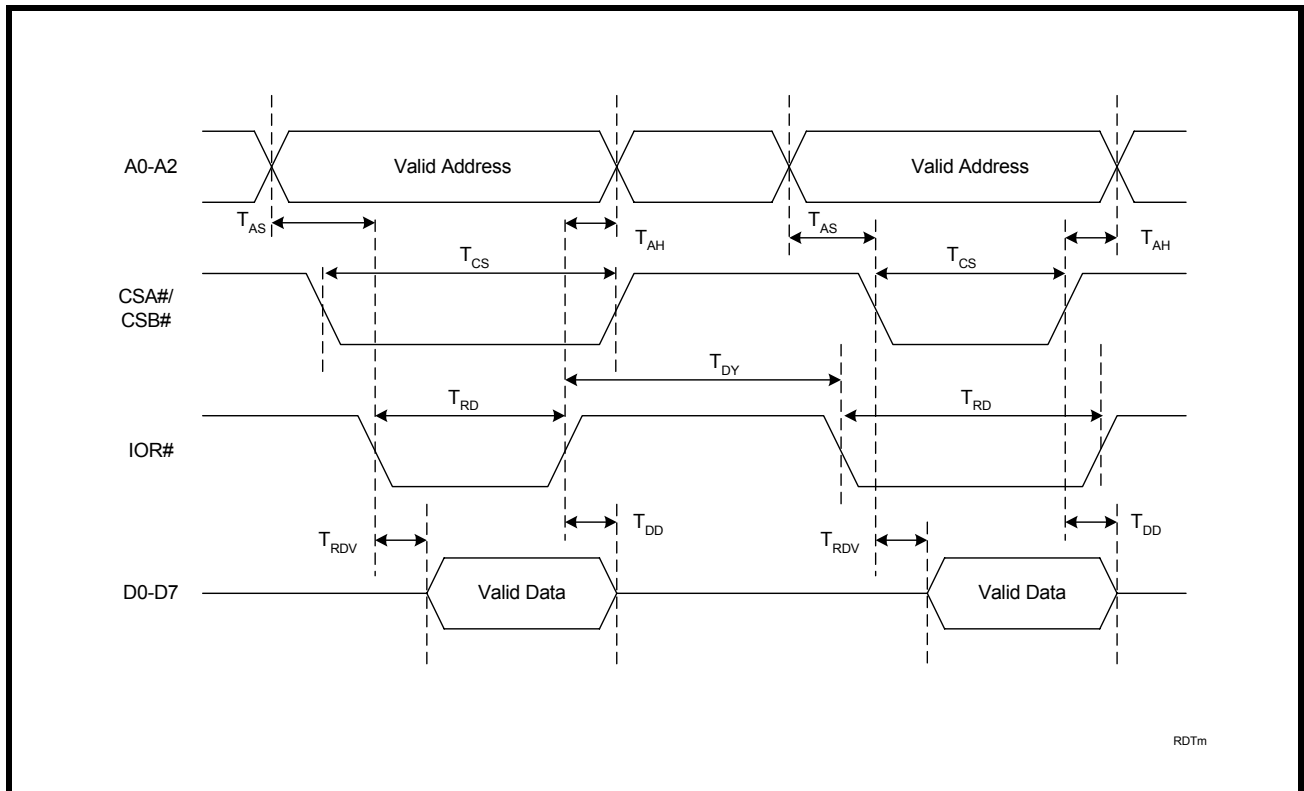 A0-A2
Valid Address
Valid Address
TAS
TAH
TAS
TAH
TCS
TCS
CSA#/
CSB#
TDY
TRD
TRD
IOR#
TRDV
TDD
TRDV
TDD
D0-D7
Valid Data
Valid Data
RDTm